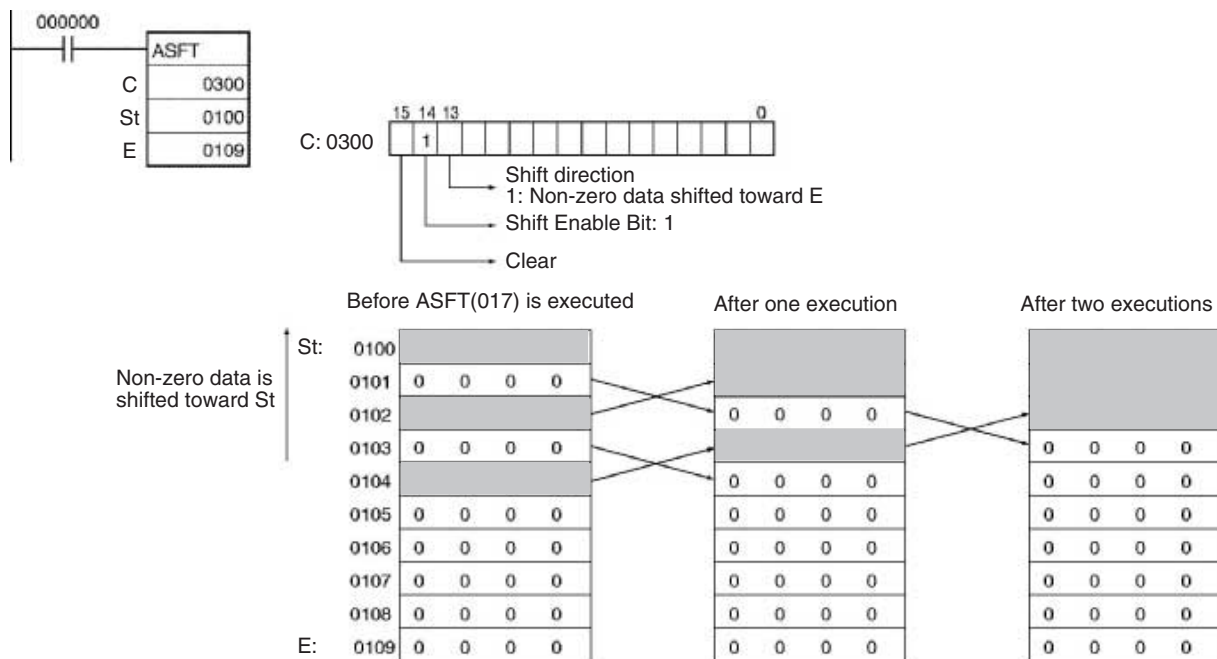 000000
ASFT
C 0300
St 0100
E 0109
15 14 13 0
C: 0300 1
Shift direction
1: Non-zero data shifted toward E
Shift Enable Bit: 1
Clear
Before ASFT(017) is executed After one execution After two executions
Non-zero data is
shifted toward St
St: 0100
0101 0 0 0 0
0102 0 0 0 0
0103 0 0 0 0 0 0 0 0
0104 0 0 0 0 0 0 0 0
0105 0 0 0 0 0 0 0 0 0 0 0 0
0106 0 0 0 0 0 0 0 0 0 0 0 0
0107 0 0 0 0 0 0 0 0 0 0 0 0
0108 0 0 0 0 0 0 0 0 0 0 0 0
E: 0109 0 0 0 0 0 0 0 0 0 0 0 0